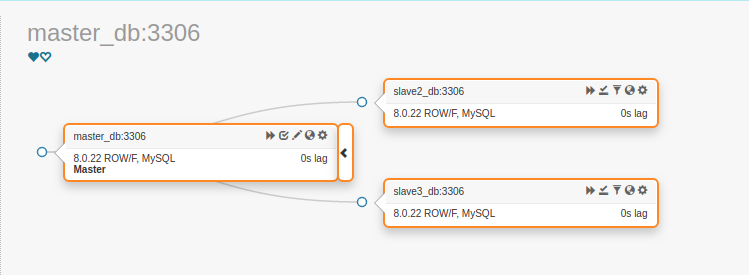 master_db:3306
master_db:3306
8.0.22 ROW/F, MySQL 0s lag
Master
slave2_db:3306
8.0.22 ROW/F, MySQL 0s lag
slave3_db:3306
8.0.22 ROW/F, MySQL 0s lag